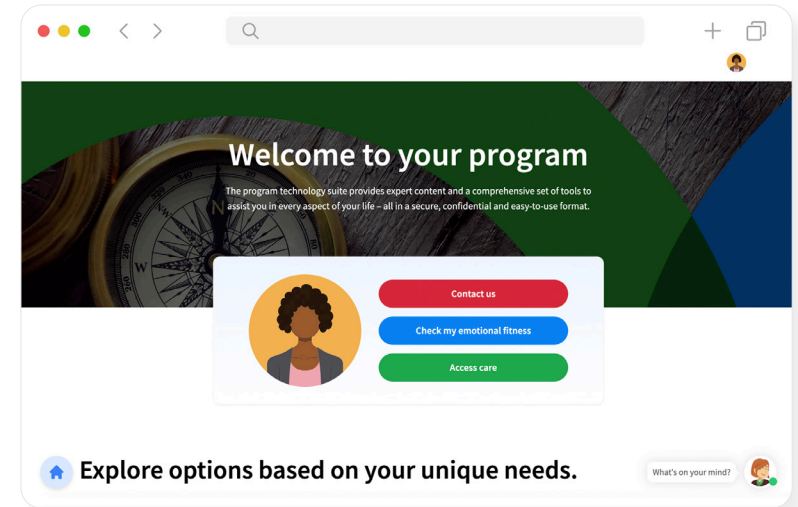 Welcome to your program
The program technology suite provides expert content and a comprehensive set of tools to
assist you in every aspect of your life – all in a secure, confidential and easy-to-use format.
N
W
Contact us
Check my emotional fitness
Access care
Explore options based on your unique needs.
What's on your mind?